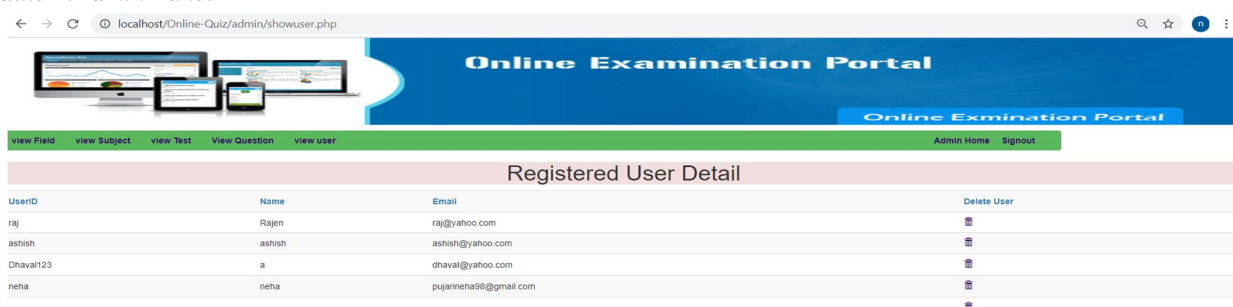 localhost/Online-Quiz/admin/showuser.php
n
Online Examination Portal
Online Exmination Portal
view Field view Subject view Test View Question view user Admin Home Signout
Registered User Detail
UserID Name Email Delete User
raj Rajen raj@yahoo.com
ashish ashish ashish@yahoo.com
Dhaval123 a dhaval@yahoo.com
neha neha pujarineha98@gmail.com